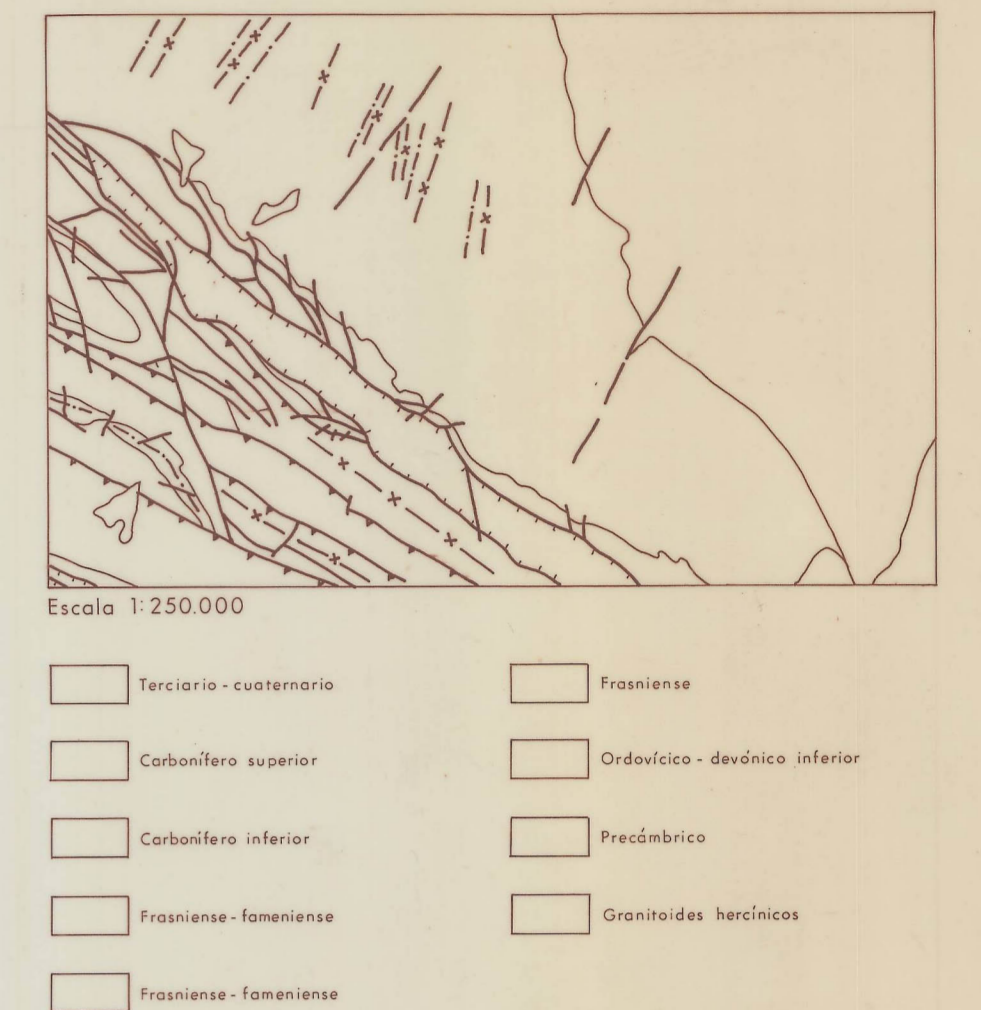 Escala 1:250.000
Terciario - cuaternario
Carbonífero superior
Carbonífero inferior
Frasniense - fameniense
Frasniense - fameniense
Frasniense
Ordovícico - devónico inferior
Precámbrico
Granitoides hercínicos